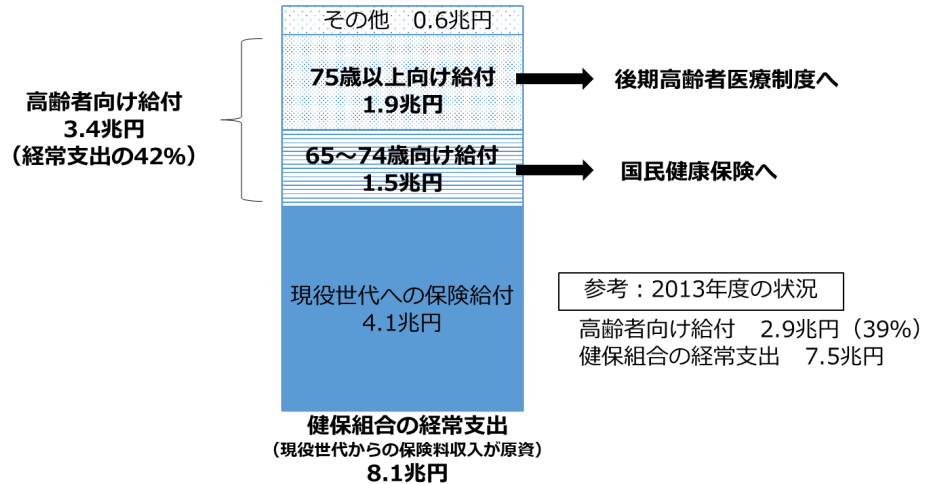 その他　0.6兆円
75歳以上向け給付
1.9兆円
後期高齢者医療制度へ
高齢者向け給付
3.4兆円
（経常支出の42%）
65～74歳向け給付
1.5兆円
国民健康保険へ
現役世代への保険給付
4.1兆円
参考：2013年度の状況
高齢者向け給付　2.9兆円（39%）
健保組合の経常支出　7.5兆円
健保組合の経常支出
（現役世代からの保険料収入が原資）
8.1兆円